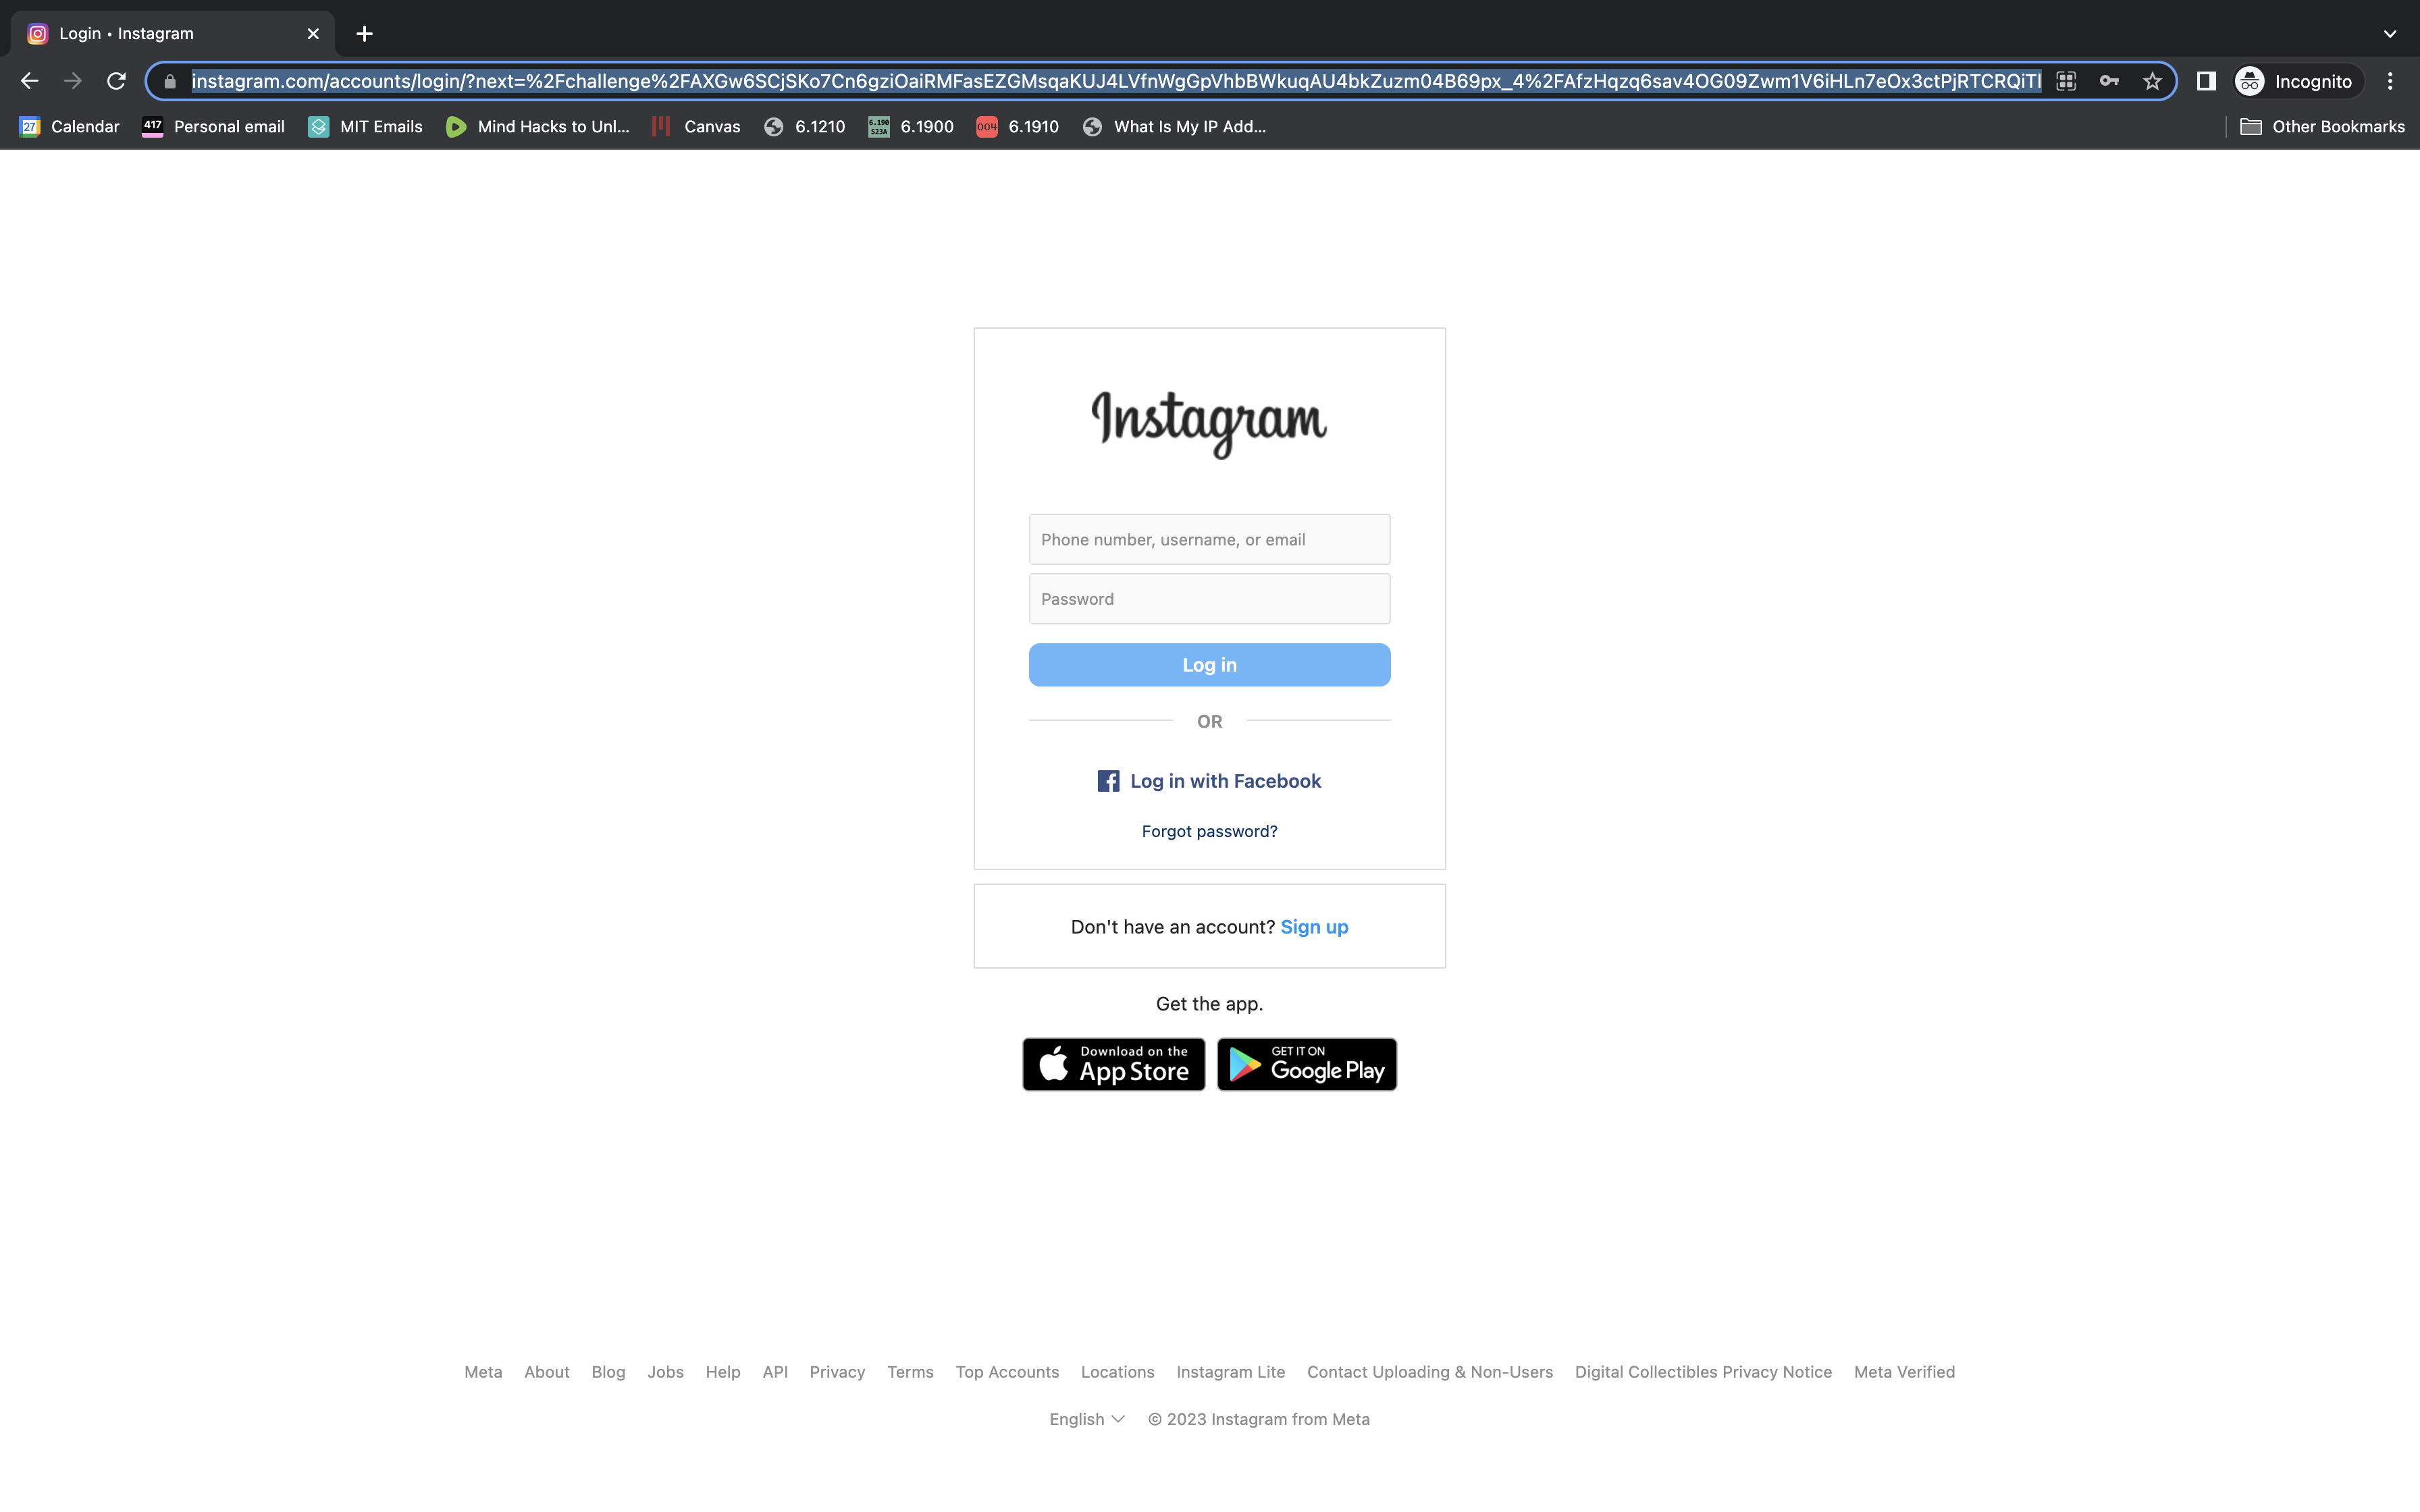 Login • Instagram
instagram.com/accounts/login/?next=%2Fchallenge%2FAXGw6SCjSKo7Cn6gziOaiRMFasEZGMsqaKUJ4LVfnWgGpVhbBWkuqAU4bkZuzm04B69px_4%2FAfzHqzq6sav4OG09Zwm1V6iHLn7eOx3ctPjRTCRQiTI
Incognito
27 Calendar 417 Personal email MIT Emails Mind Hacks to Unl... Canvas 6.1210 6.190 S23A 6.1900 004 6.1910 What Is My IP Add... Other Bookmarks
Instagram
Phone number, username, or email
Password
Log in
OR
Log in with Facebook
Forgot password?
Don't have an account? Sign up
Get the app.
Download on the App Store
GET IT ON Google Play
Meta About Blog Jobs Help API Privacy Terms Top Accounts Locations Instagram Lite Contact Uploading & Non-Users Digital Collectibles Privacy Notice Meta Verified
English © 2023 Instagram from Meta